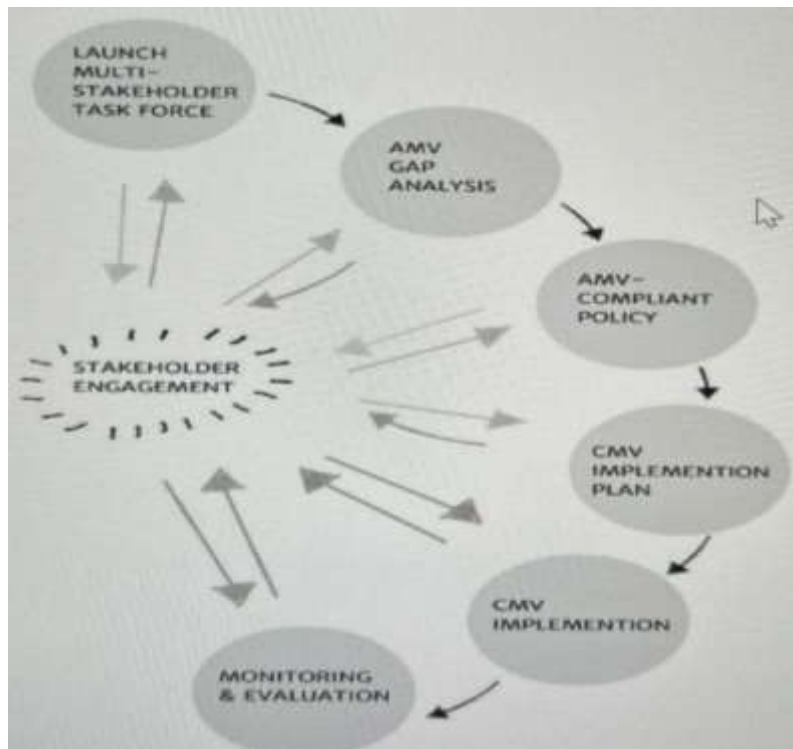 LAUNCH
MULTI-
STAKEHOLDER
TASK FORCE
AMV
GAP
ANALYSIS
AMV-
COMPLIANT
POLICY
STAKEHOLDER
ENGAGEMENT
CMV
IMPLEMENTION
PLAN
CMV
IMPLEMENTION
MONITORING
& EVALUATION